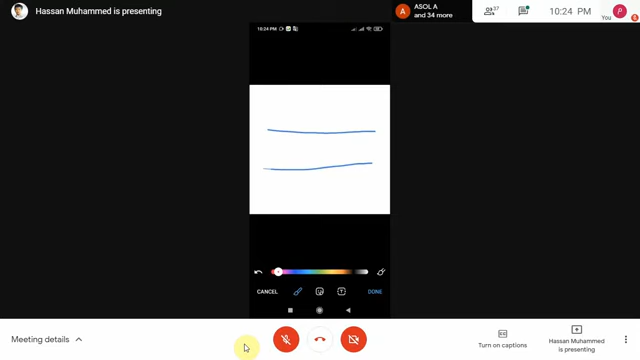 Hassan Muhammed is presenting
ASOL A
and 34 more
A
37
10:24 PM
You
P
10:24 PM
CANCEL
T
DONE
Meeting details
Turn on captions
Hassan Muhammed
is presenting